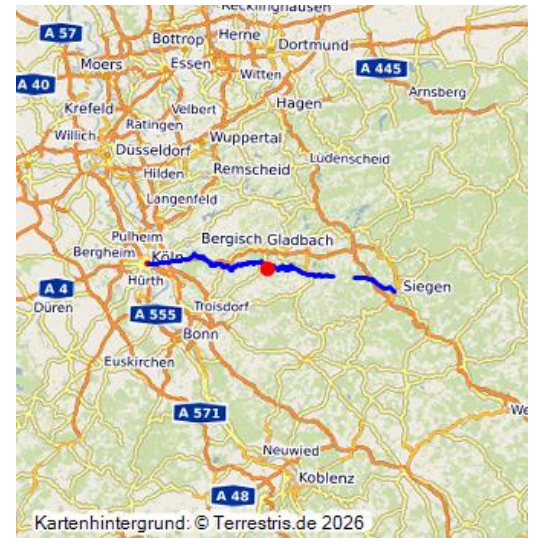 Recklinghausen
A 57
Bottrop
Herne
Dortmund
Moers
Essen
A 445
Witten
A 40
Arnsberg
Krefeld
Velbert
Hagen
Willich
Ratingen
Wuppertal
Düsseldorf
Lüdenscheid
Hilden
Remscheid
Langenfeld
Pulheim
Bergisch Gladbach
Bergheim
Köln
Hürth
Siegen
A 4
Düren
Troisdorf
A 555
Bonn
Euskirchen
A 571
We
Neuwied
Koblenz
A 48
Kartenhintergrund: © Terrestris.de 2026